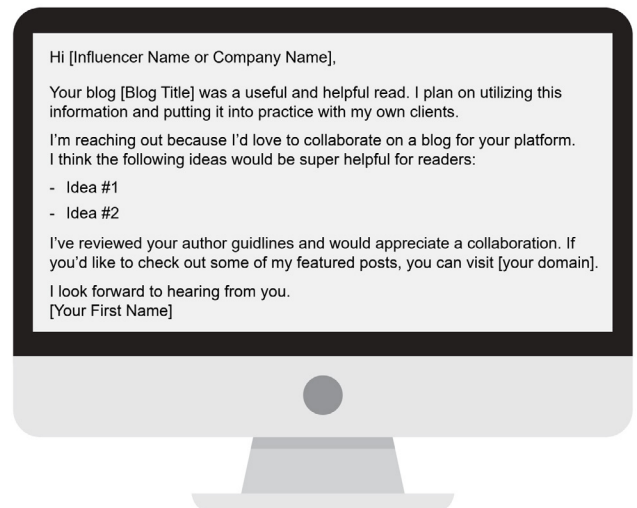 Hi [Influencer Name or Company Name],
Your blog [Blog Title] was a useful and helpful read. I plan on utilizing this
information and putting it into practice with my own clients.
I'm reaching out because I'd love to collaborate on a blog for your platform.
I think the following ideas would be super helpful for readers:
- Idea #1
- Idea #2
I've reviewed your author guidlines and would appreciate a collaboration. If
you'd like to check out some of my featured posts, you can visit [your domain].
I look forward to hearing from you.
[Your First Name]